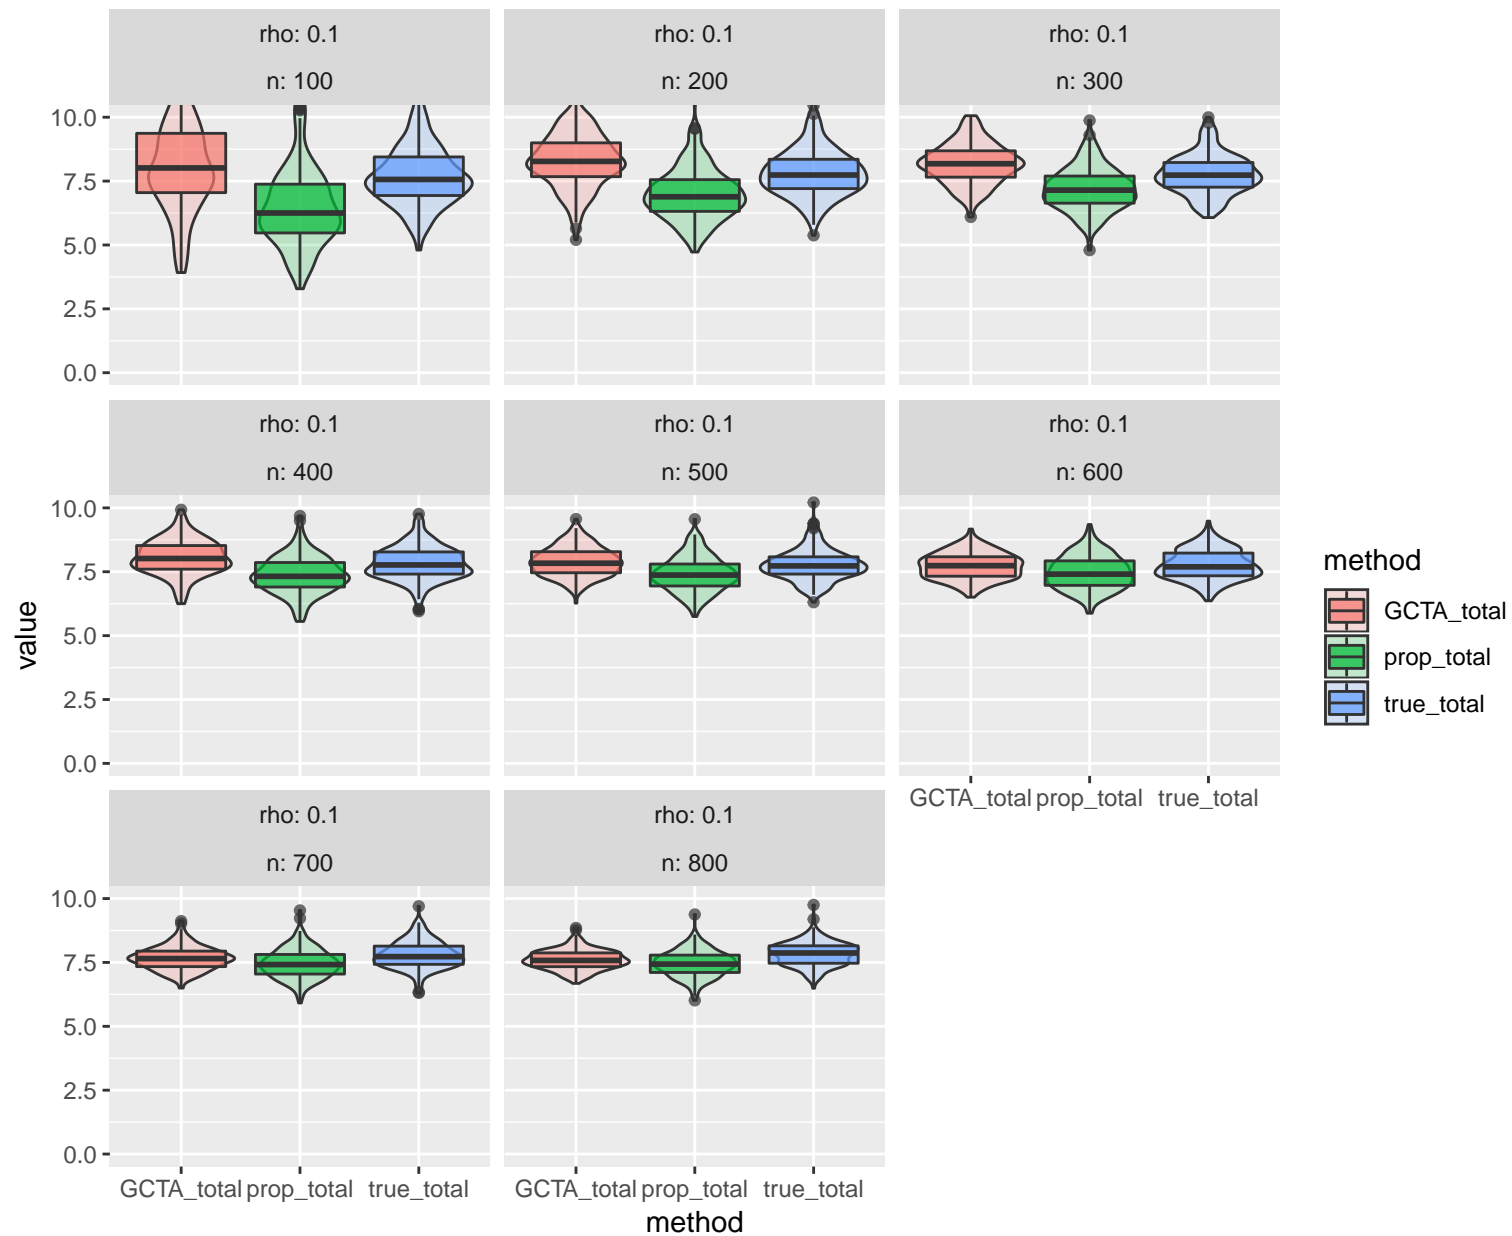 rho: 0.1
n: 100
rho: 0.1
n: 200
rho: 0.1
n: 300
10.0
7.5
5.0
2.5
0.0
rho: 0.1
n: 400
rho: 0.1
n: 500
rho: 0.1
n: 600
10.0
7.5
5.0
2.5
0.0
GCTA_total prop_total true_total
rho: 0.1
n: 700
rho: 0.1
n: 800
10.0
7.5
5.0
2.5
0.0
GCTA_total prop_total true_total
GCTA_total prop_total true_total
method
value
method
GCTA_total
prop_total
true_total